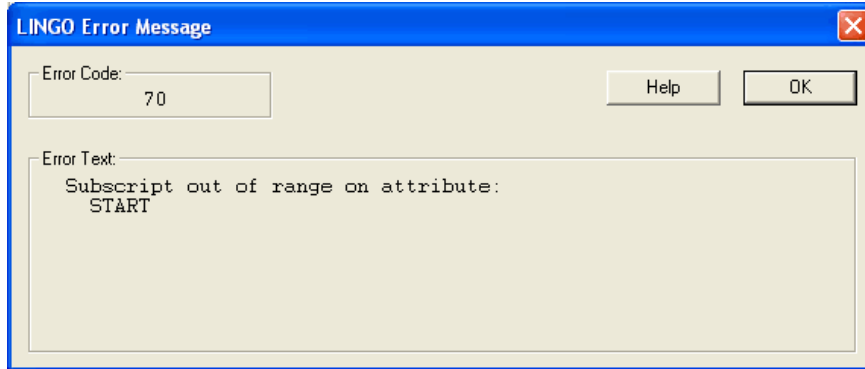 LINGO Error Message
Error Code:
70
Help
OK
Error Text:
Subscript out of range on attribute:
START